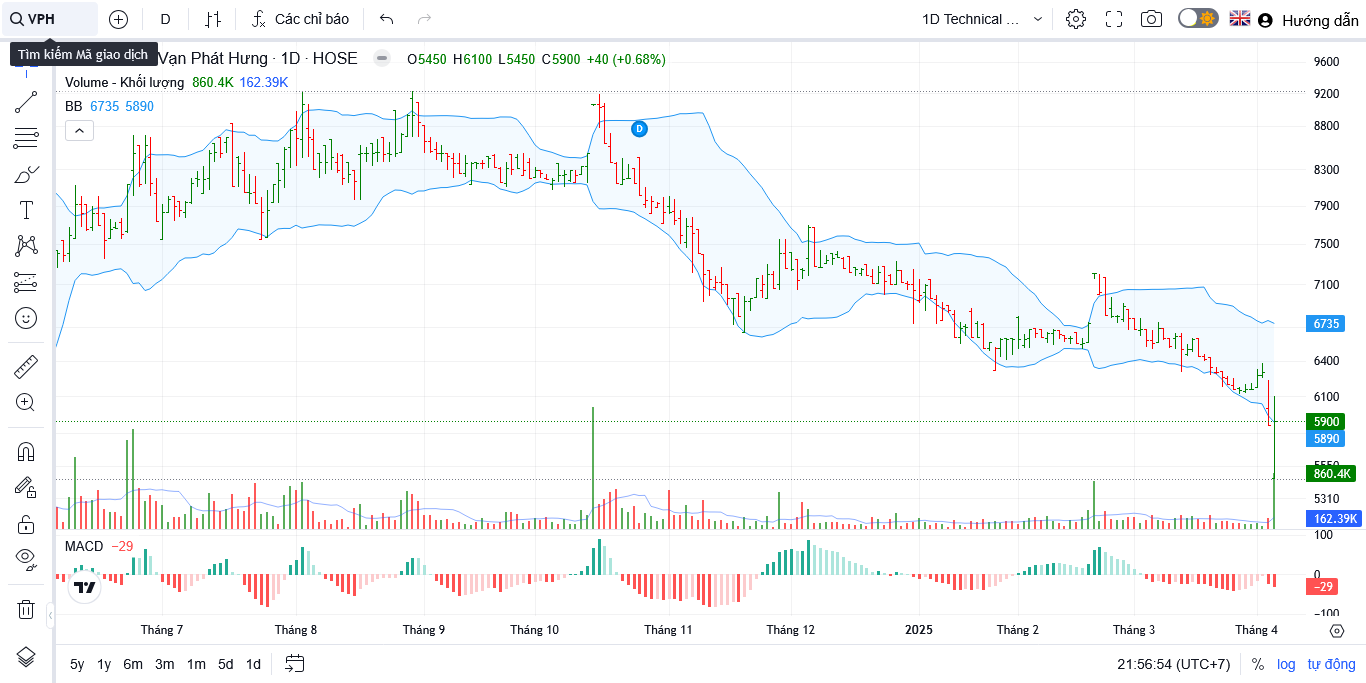 VPH D Các chỉ báo 1D Technical ... Hướng dẫn
Tìm kiếm Mã giao dịch
Vạn Phát Hưng · 1D · HOSE O5450 H6100 L5450 C5900 +40 (+0.68%)
Volume - Khối lượng 860.4K 162.39K
BB 6735 5890
D
9600
9200
8800
8300
7900
7500
7100
6735
6400
6100
5900
5890
5550
860.4K
5310
162.39K
MACD −29
100
0
−29
−100
Tháng 7 Tháng 8 Tháng 9 Tháng 10 Tháng 11 Tháng 12 2025 Tháng 2 Tháng 3 Tháng 4
5y 1y 6m 3m 1m 5d 1d 21:56:54 (UTC+7) % log tự động